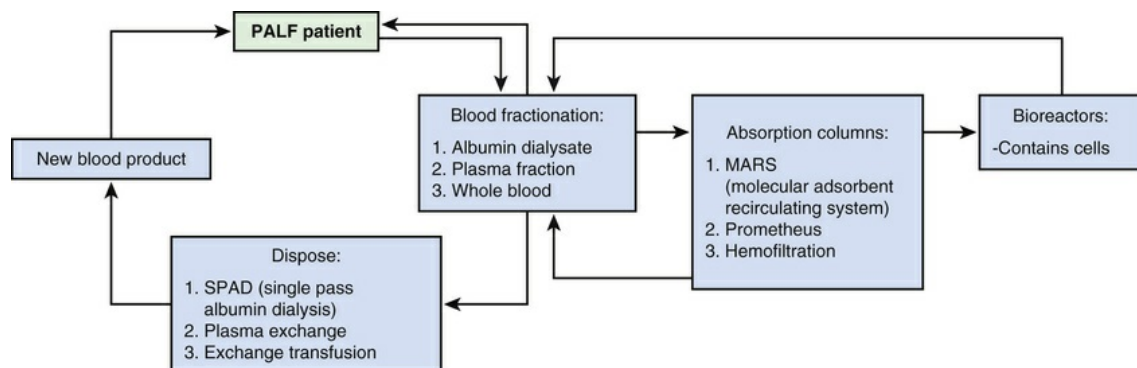 PALF patient
New blood product
Blood fractionation:
1. Albumin dialysate
2. Plasma fraction
3. Whole blood
Absorption columns:
1. MARS
(molecular adsorbent
recirculating system)
2. Prometheus
3. Hemofiltration
Bioreactors:
-Contains cells
Dispose:
1. SPAD (single pass
albumin dialysis)
2. Plasma exchange
3. Exchange transfusion